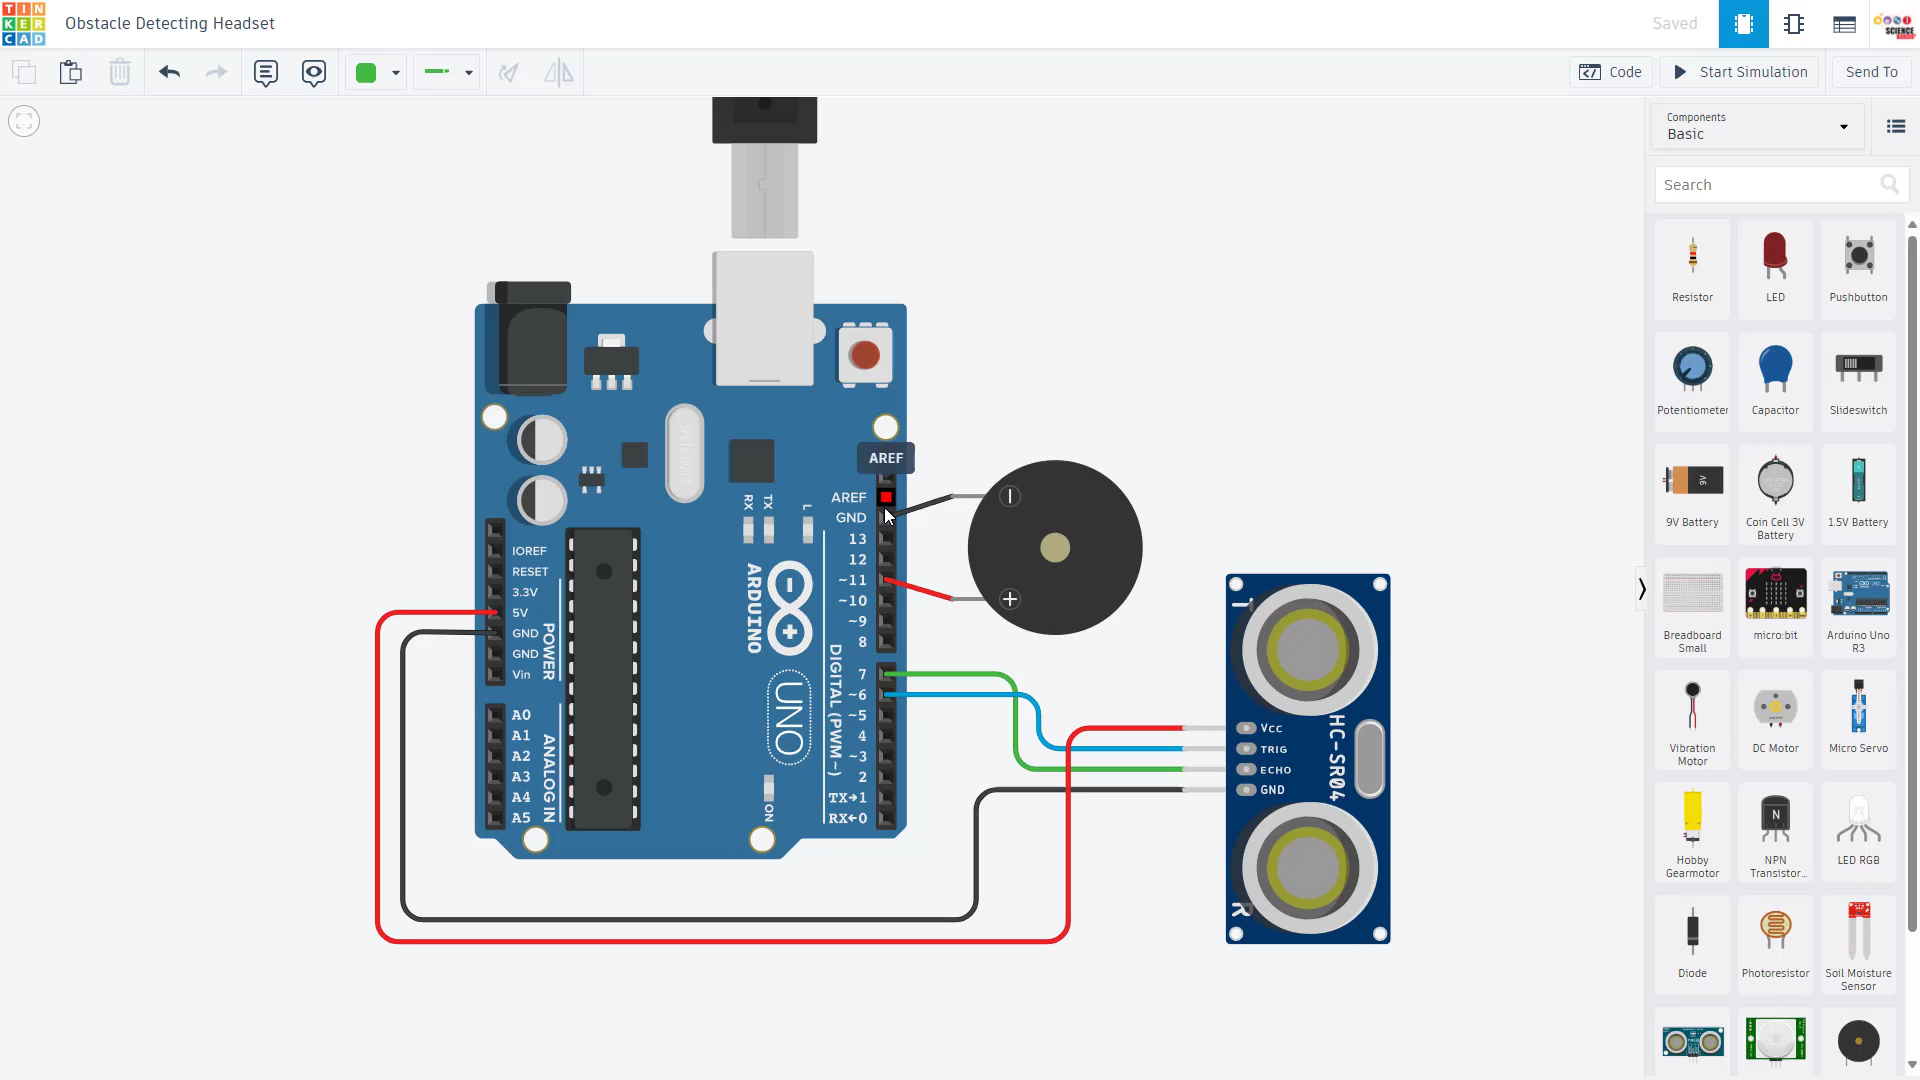 TIN
KER
CAD
Obstacle Detecting Headset
Saved
SCIENCE
Code
Start Simulation
Send To
Components
Basic
Search
Resistor
LED
Pushbutton
Potentiometer
Capacitor
Slideswitch
9V
9V Battery
Coin Cell 3V
Battery
1.5V Battery
Breadboard
Small
micro:bit
Arduino Uno
R3
Vibration
Motor
DC Motor
Micro Servo
Hobby
Gearmotor
N
NPN
Transistor...
LED RGB
Diode
Photoresistor
Soil Moisture
Sensor
AREF
AREF
GND
13
12
~11
~10
~9
8
7
~6
~5
4
~3
2
TX→1
RX←0
DIGITAL (PWM~)
RX
TX
L
ARDUINO
UNO
ON
IOREF
RESET
3.3V
5V
GND
GND
Vin
POWER
A0
A1
A2
A3
A4
A5
ANALOG IN
T
Vcc
TRIG
ECHO
GND
HC-SR04
R